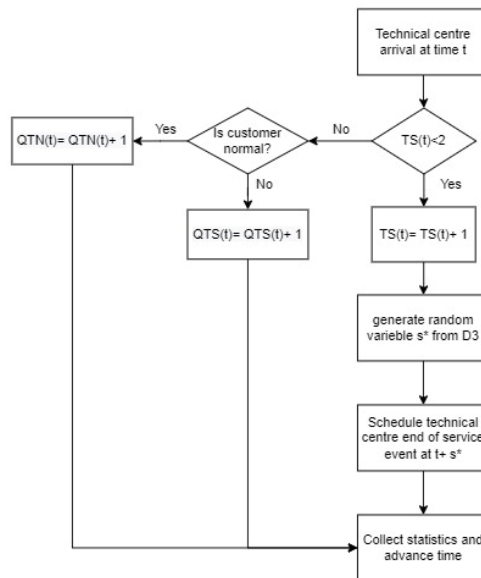 Technical centre
arrival at time t
TS(t)<2
No
Is customer
normal?
Yes
QTN(t)= QTN(t)+ 1
No
QTS(t)= QTS(t)+ 1
Yes
TS(t)= TS(t)+ 1
generate random
varieble s* from D3
Schedule technical
centre end of service
event at t+ s*
Collect statistics and
advance time